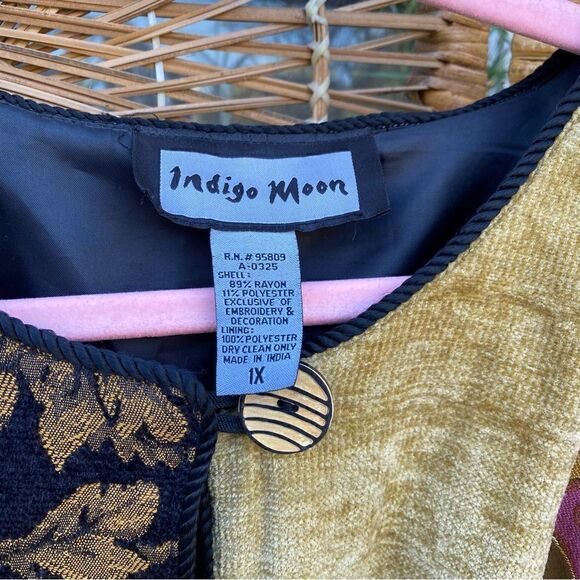 Indigo Moon
R.N. # 95809
A-0325
SHELL:
89% RAYON
11% POLYESTER
EXCLUSIVE OF
EMBROIDERY &
DECORATION
LINING:
100% POLYESTER
DRY CLEAN ONLY
MADE IN INDIA
1X